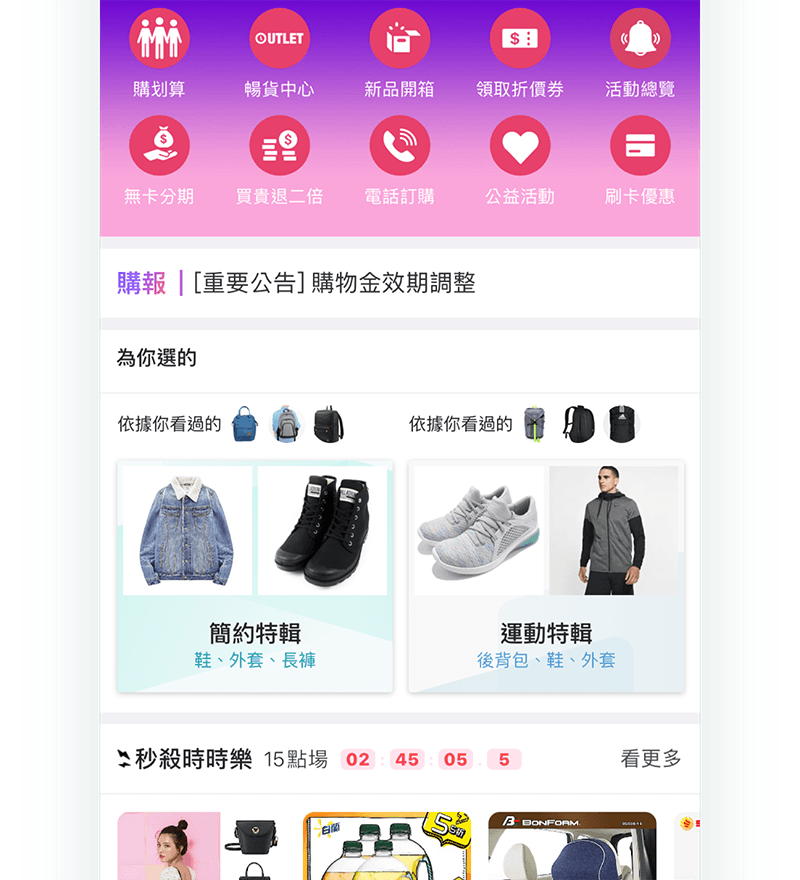 OUTLET
購划算 暢貨中心 新品開箱 領取折價券 活動總覽
無卡分期 買貴退二倍 電話訂購 公益活動 刷卡優惠
購報 | [重要公告] 購物金效期調整
為你選的
依據你看過的 依據你看過的
簡約特輯 運動特輯
鞋、外套、長褲 後背包、鞋、外套
秒殺時時樂 15點場 02 : 45 : 05 . 5 看更多
白蘭 5 5折 BONFORM